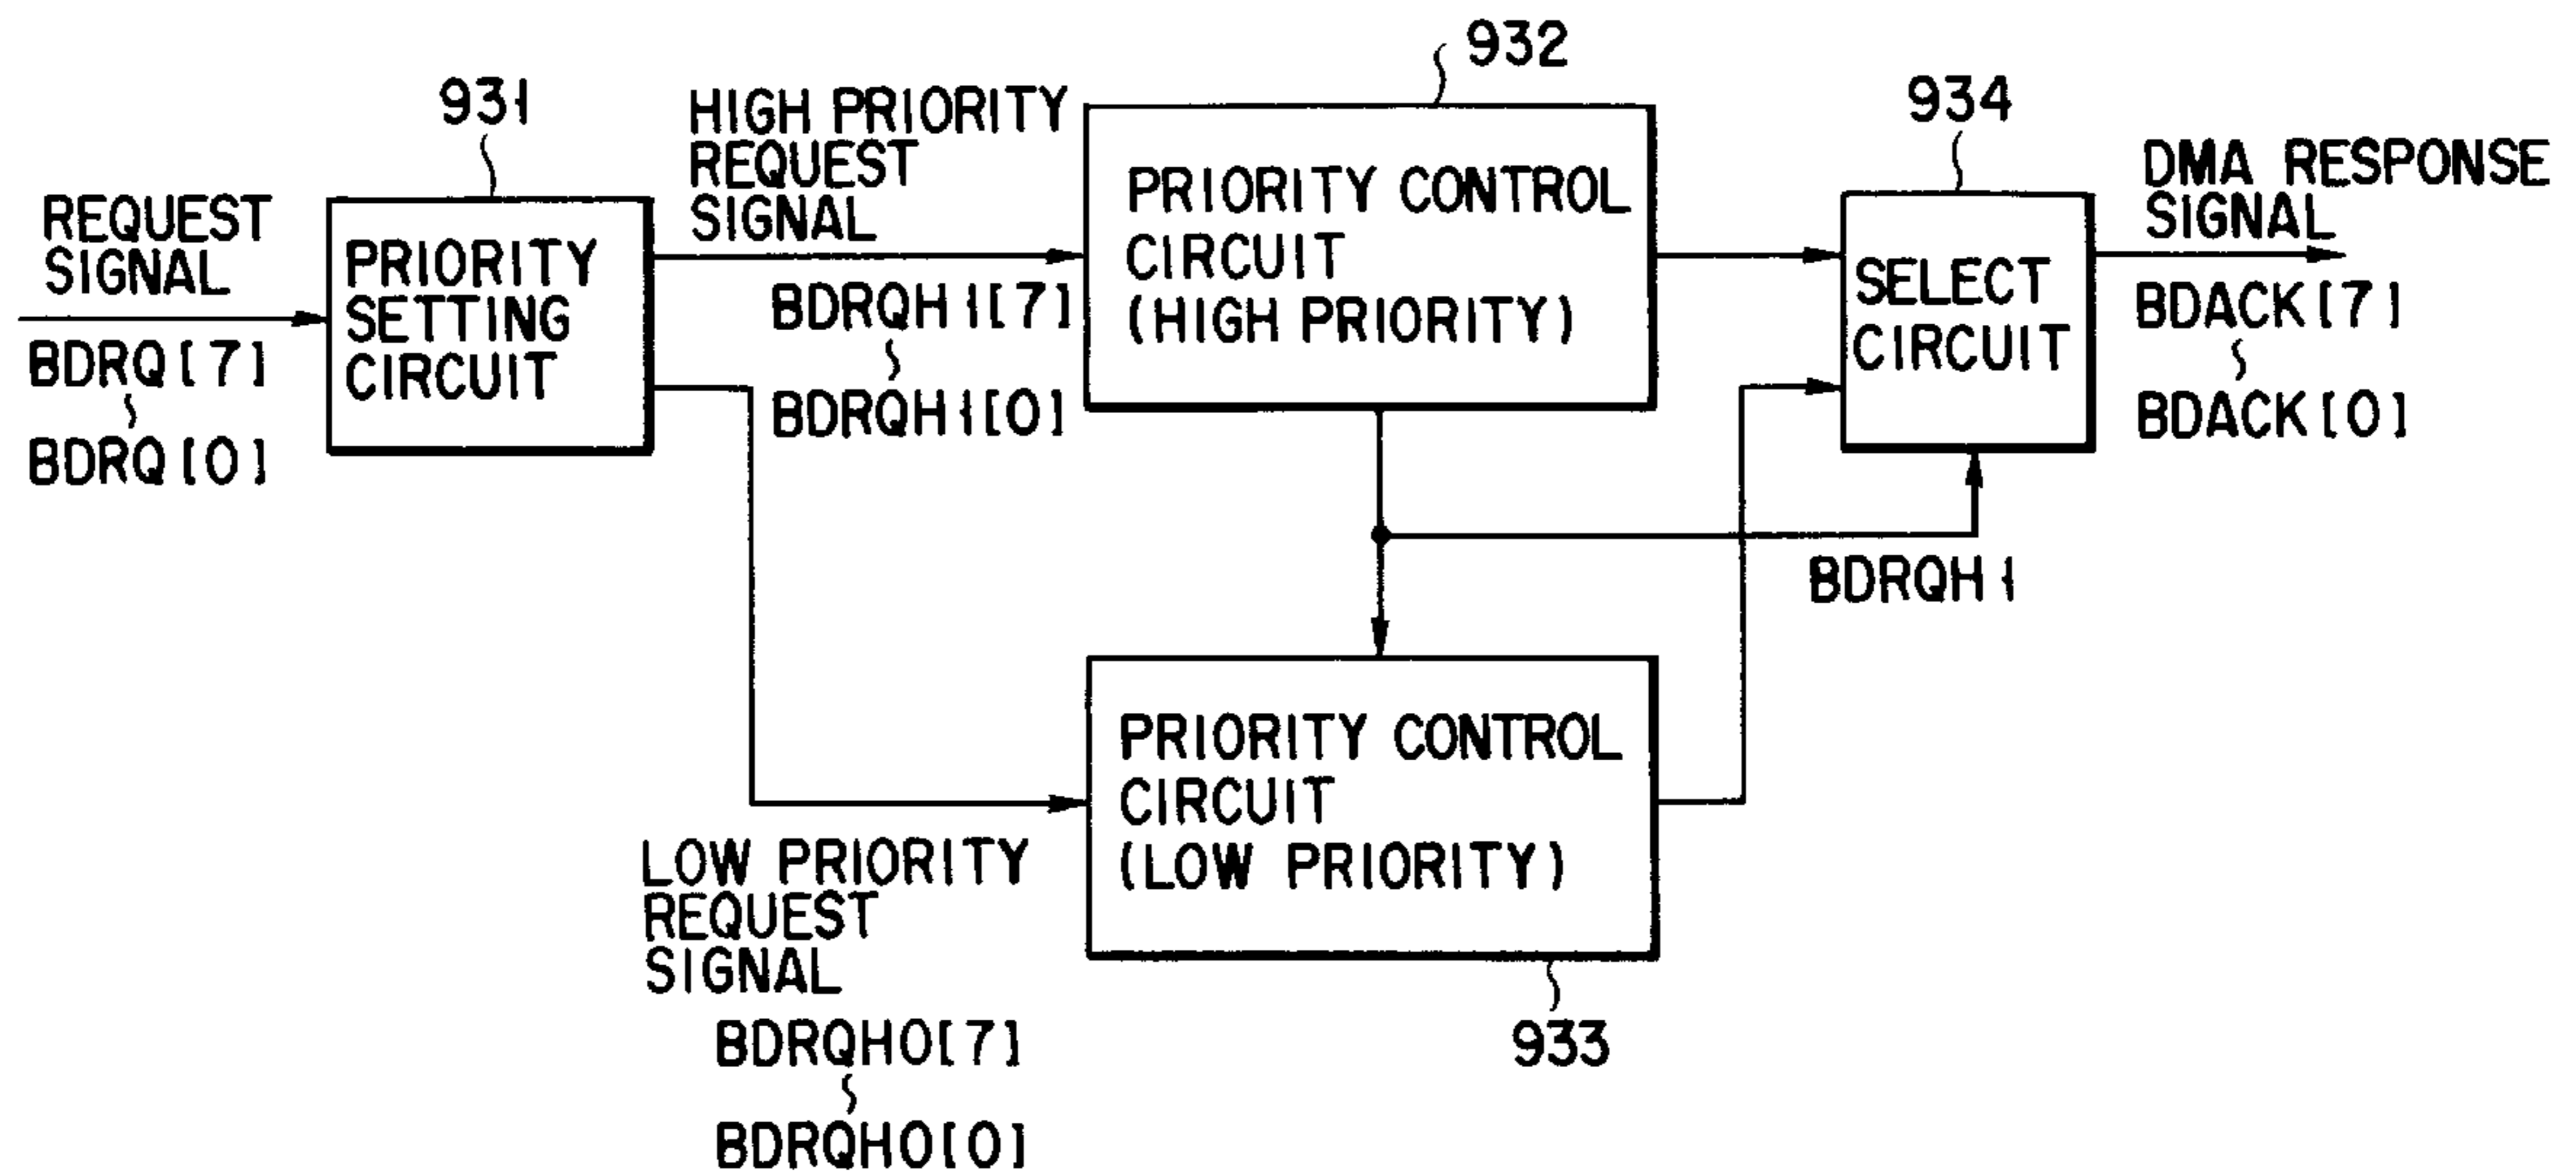 931
REQUEST
SIGNAL
BDRQ[7]
BDRQ[0]
PRIORITY
SETTING
CIRCUIT
HIGH PRIORITY
REQUEST
SIGNAL
BDRQH1[7]
BDRQH1[0]
932
PRIORITY CONTROL
CIRCUIT
(HIGH PRIORITY)
934
SELECT
CIRCUIT
DMA RESPONSE
SIGNAL
BDACK[7]
BDACK[0]
BDRQH1
LOW PRIORITY
REQUEST
SIGNAL
BDRQH0[7]
BDRQH0[0]
PRIORITY CONTROL
CIRCUIT
(LOW PRIORITY)
933